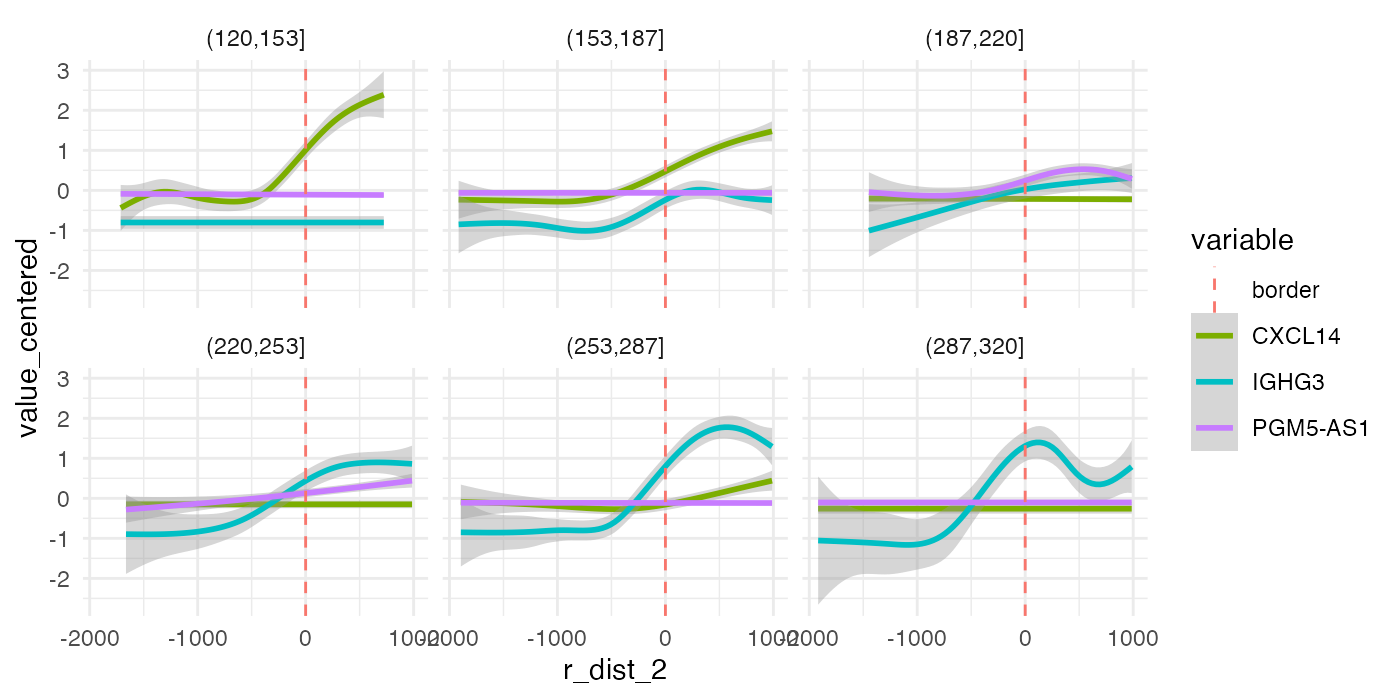 (120,153] (153,187] (187,220]
3
2
1
0
-1
-2
(220,253] (253,287] (287,320]
3
2
1
0
-1
-2
-2000 -1000 0 1000 -2000 -1000 0 1000 -2000 -1000 0 1000
r_dist_2
value_centered
variable
border
CXCL14
IGHG3
PGM5-AS1